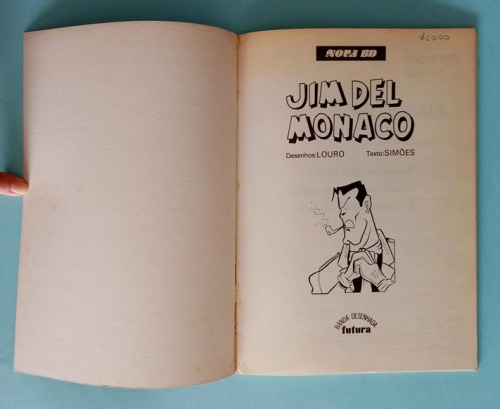 NOVA BD
JIM DEL
MONACO
Desenhos:LOURO Texto:SIMÕES
BANDA DESENHADA
futura